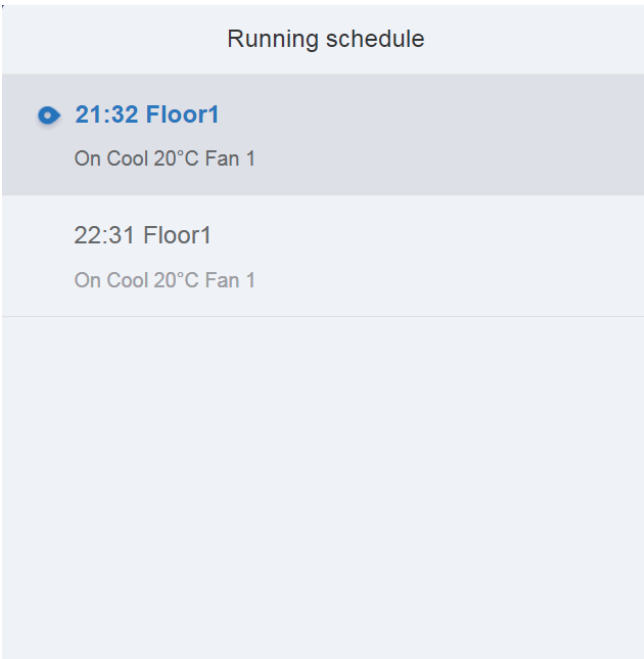 Running schedule
21:32 Floor1
On Cool 20°C Fan 1
22:31 Floor1
On Cool 20°C Fan 1